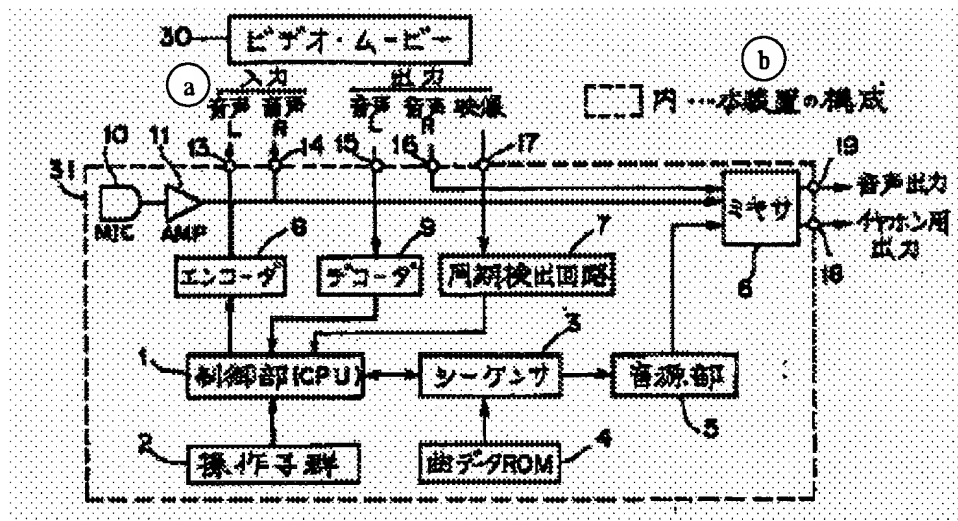 30
ビデオ・ムービー
a
入力
出力
b
音声L 音声R
音声L 音声R 映像
内…本装置の構成
10
11
13
14
15
16
17
19
31
音声出力
ミキサ
MIC
AMP
8
9
7
イヤホン用
出力
エンコーダ
デコーダ
同期検出回路
6
18
3
1
制御部(CPU)
シーケンサ
音源部
2
4
5
操作子群
曲データROM